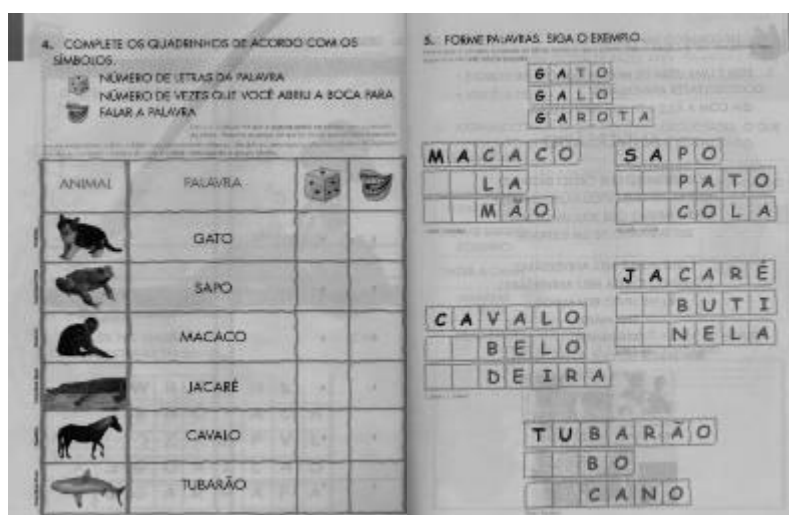 4. COMPLETE OS QUADRINHOS DE ACORDO COM OS
SÍMBOLOS.
NÚMERO DE LETRAS DA PALAVRA
NÚMERO DE VEZES QUE VOCÊ ABRIU A BOCA PARA
FALAR A PALAVRA
ANIMAL PALAVRA
GATO
SAPO
MACACO
JACARÉ
CAVALO
TUBARÃO
5. FORME PALAVRAS. SIGA O EXEMPLO.
GATO
GALO
GAROTA
MACACO
LA
MÃO
SAPO
PATO
COLA
JACARÉ
BUTI
NELA
CAVALO
BELO
DEIRA
TUBARÃO
BO
CANO